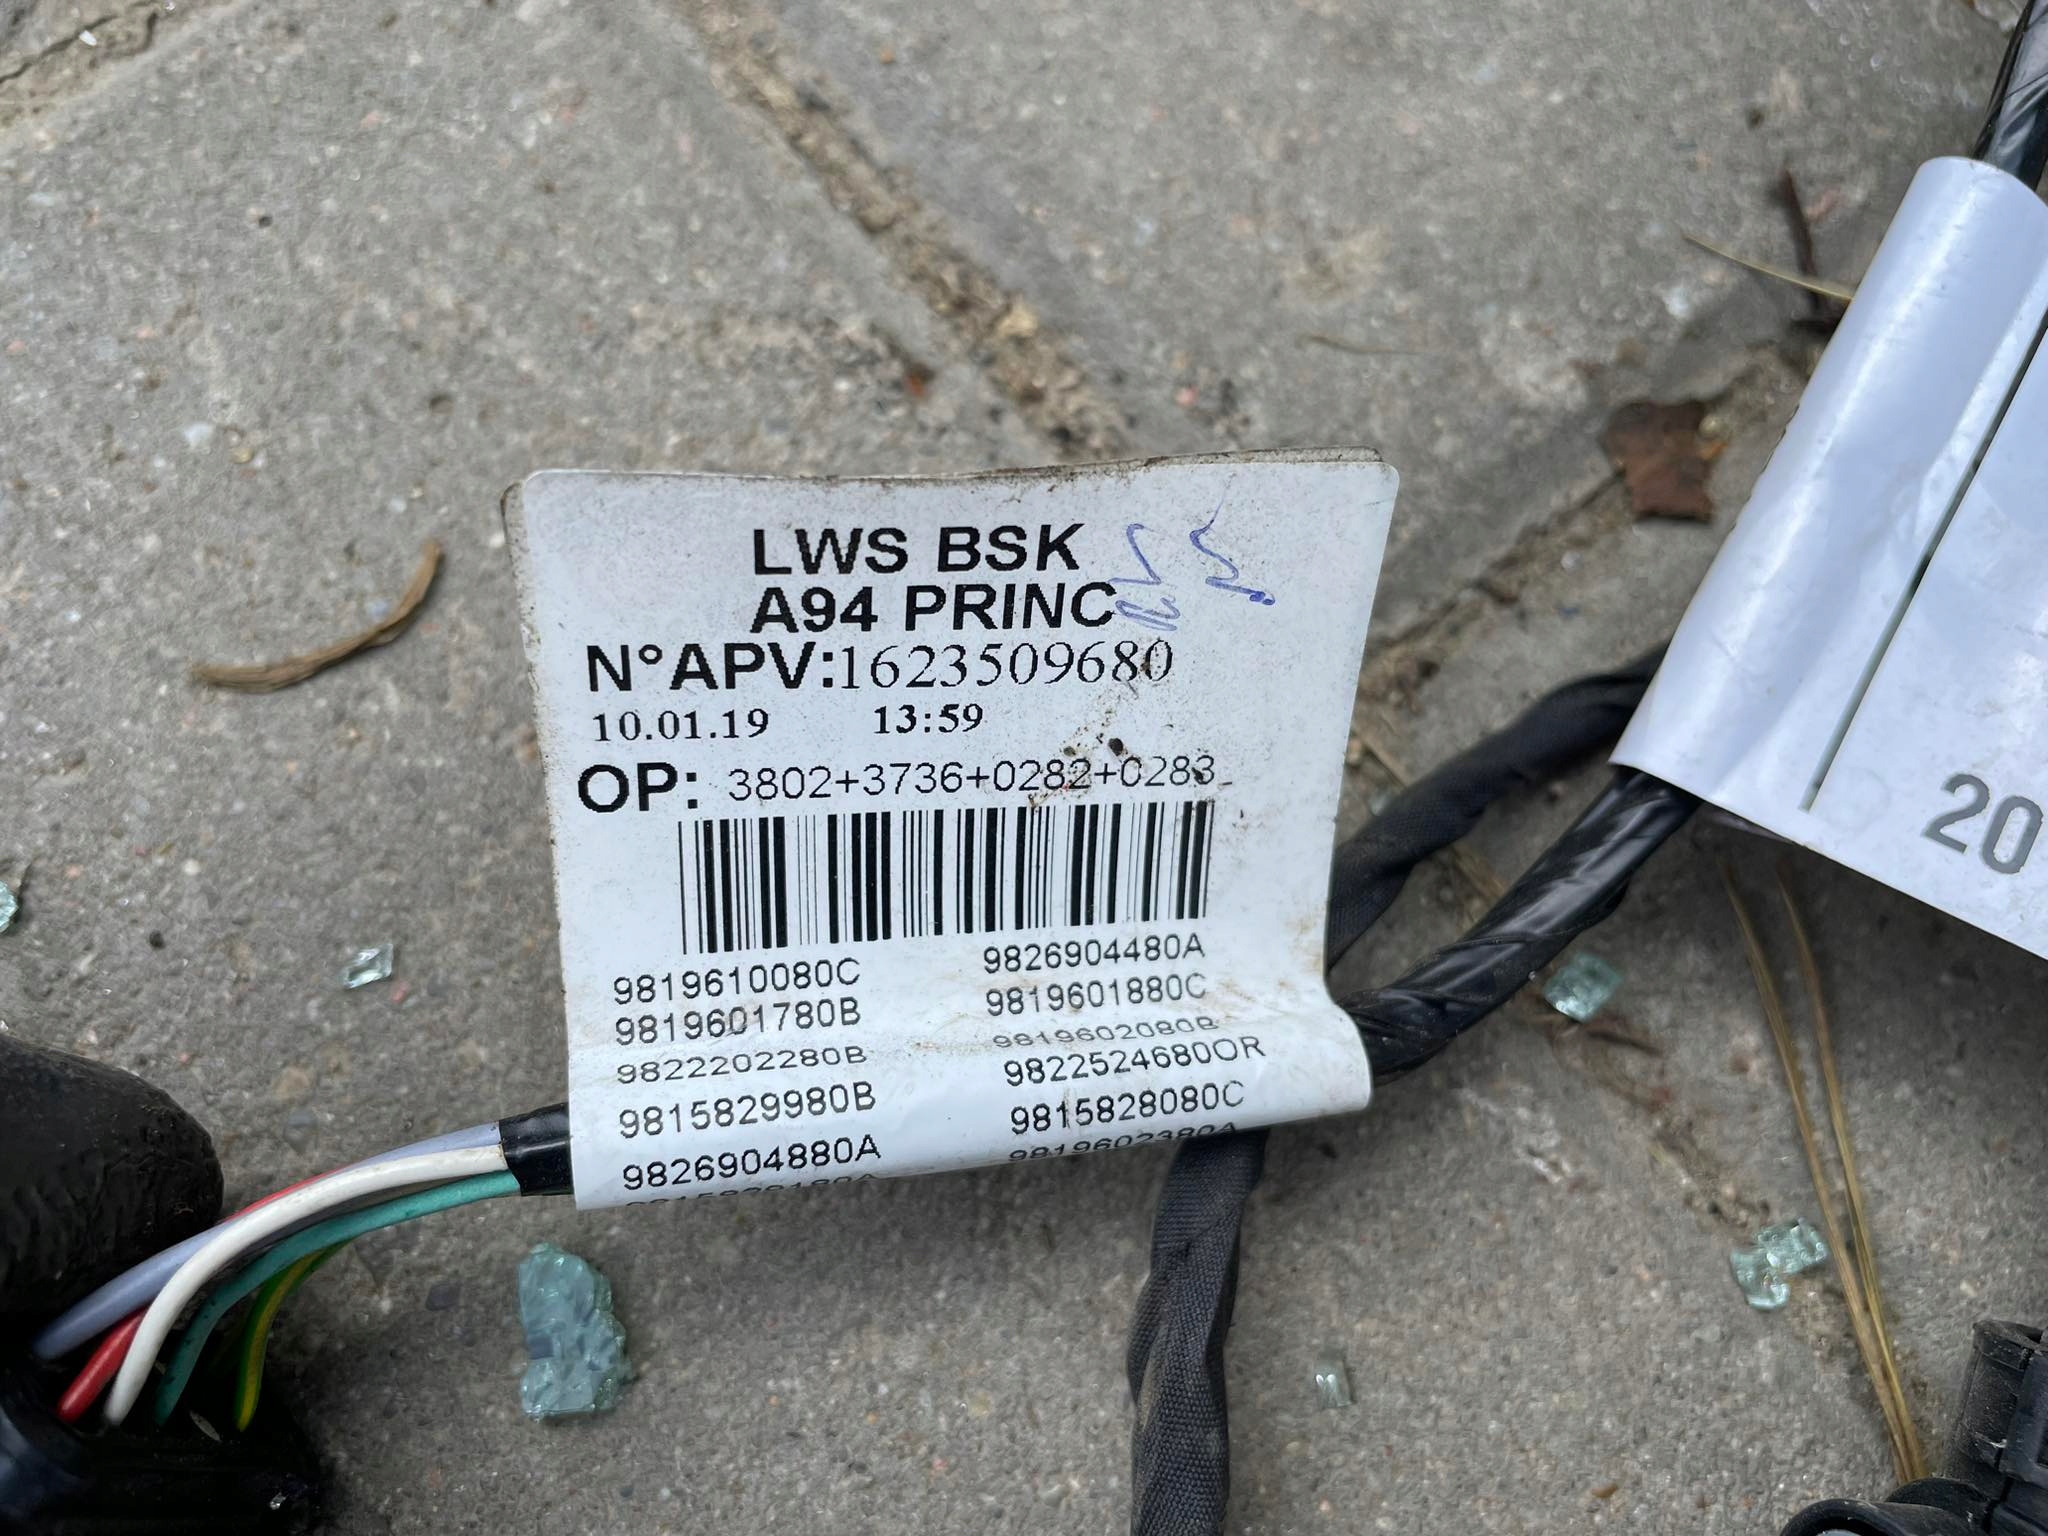 LWS BSK
A94 PRINC
N°APV:1623509680
10.01.19 13:59
OP: 3802+3736+0282+0283
9819610080C 9826904480A
9819601780B 9819601880C
9822202280B 9819602080B
9815829980B 9822524680OR
9826904880A 9815828080C
9819602380A
20